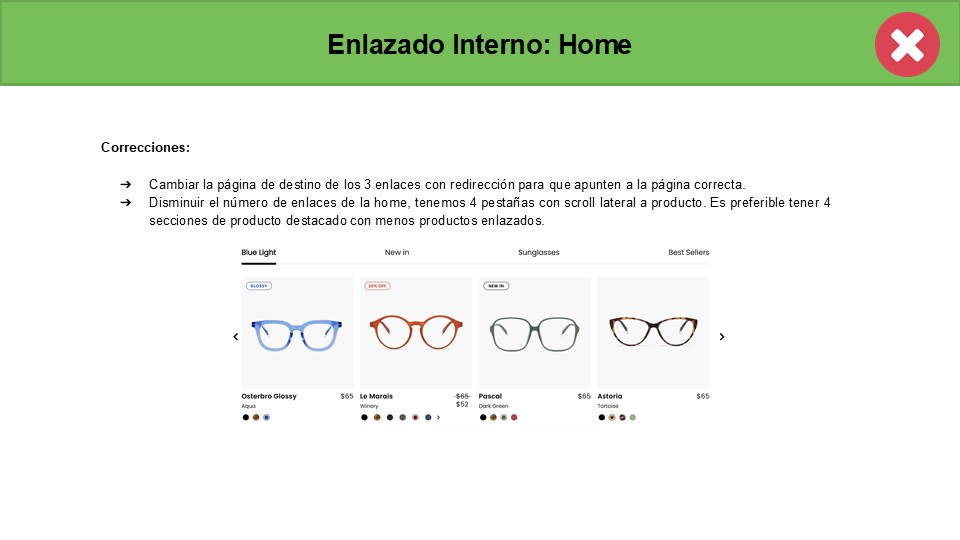 Enlazado Interno: Home
Correcciones:
➔ Cambiar la página de destino de los 3 enlaces con redirección para que apunten a la página correcta.
➔ Disminuir el número de enlaces de la home, tenemos 4 pestañas con scroll lateral a producto. Es preferible tener 4
secciones de producto destacado con menos productos enlazados.
Blue Light New in Sunglasses Best Sellers
GLOSSY 20% OFF NEW IN
Osterbro Glossy $65 Le Marais $65 Pascal $65 Astoria $65
Aqua Winery $52 Dark Green Tortoise